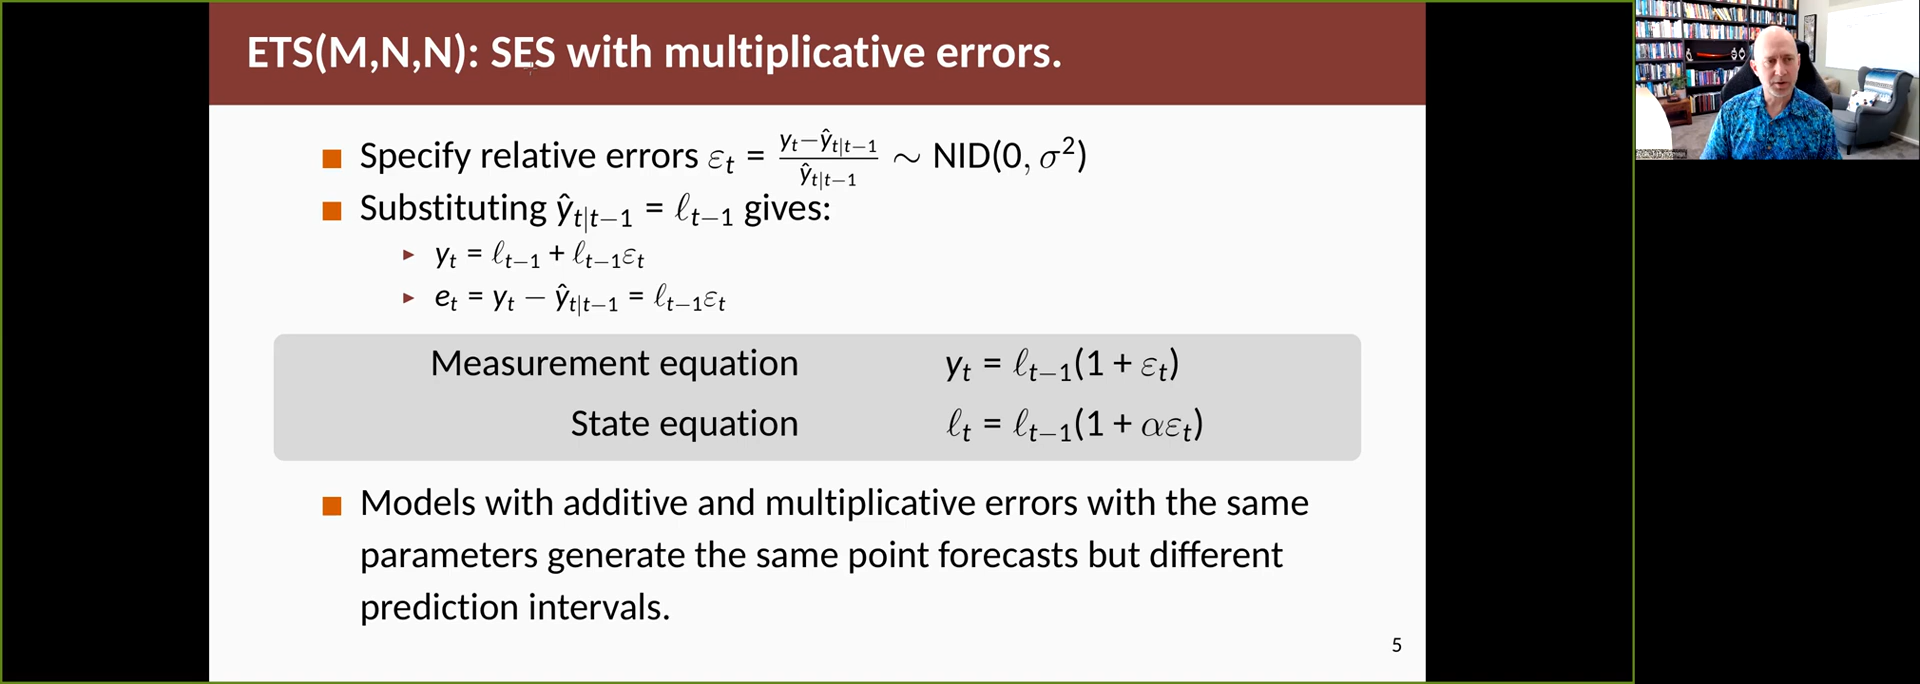 ETS(M,N,N): SES with multiplicative errors.
■ Specify relative errors εₜ = (yₜ − ŷₜ|ₜ₋₁) / ŷₜ|ₜ₋₁ ∼ NID(0, σ²)
■ Substituting ŷₜ|ₜ₋₁ = ℓₜ₋₁ gives:
▸ yₜ = ℓₜ₋₁ + ℓₜ₋₁εₜ
▸ eₜ = yₜ − ŷₜ|ₜ₋₁ = ℓₜ₋₁εₜ
Measurement equation yₜ = ℓₜ₋₁(1 + εₜ)
State equation ℓₜ = ℓₜ₋₁(1 + αεₜ)
■ Models with additive and multiplicative errors with the same
parameters generate the same point forecasts but different
prediction intervals.
5